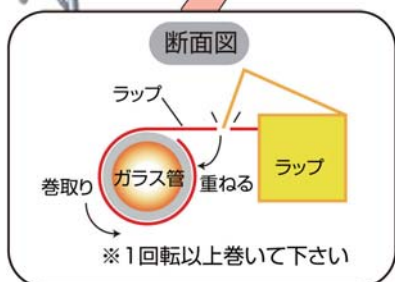 断面図
ラップ
巻取り
ガラス管
重ねる
ラップ
※1回転以上巻いて下さい